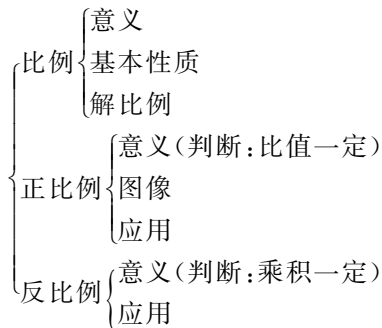 意义
比例
基本性质
解比例
意义(判断:比值一定)
正比例
图像
应用
意义(判断:乘积一定)
反比例
应用